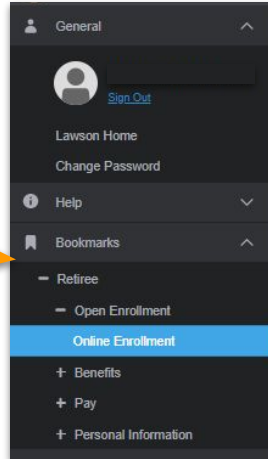 General
Sign Out
Lawson Home
Change Password
Help
Bookmarks
Retiree
Open Enrollment
Online Enrollment
Benefits
Pay
Personal Information